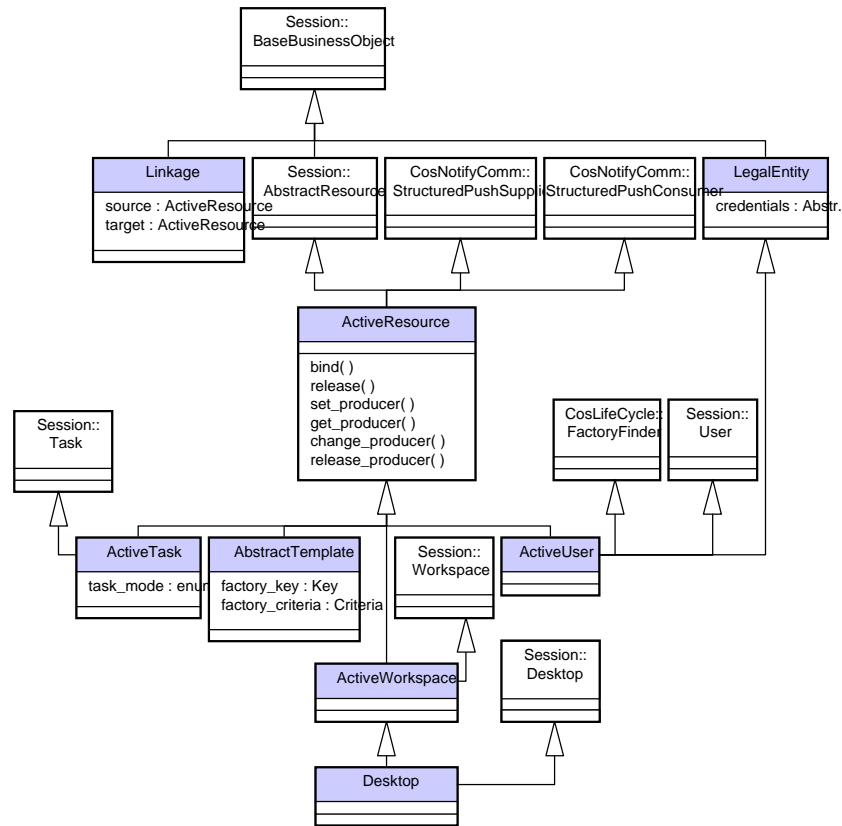 Session::
BaseBusinessObject
Linkage
source : ActiveResource
target : ActiveResource
Session::
AbstractResource
CosNotifyComm::
StructuredPushSupplie
CosNotifyComm::
StructuredPushConsumer
LegalEntity
credentials : Abstr.
ActiveResource
bind( )
release( )
set_producer( )
get_producer( )
change_producer( )
release_producer( )
Session::
Task
CosLifeCycle::
FactoryFinder
Session::
User
ActiveTask
task_mode : enum
AbstractTemplate
factory_key : Key
factory_criteria : Criteria
Session::
Workspace
ActiveUser
ActiveWorkspace
Session::
Desktop
Desktop